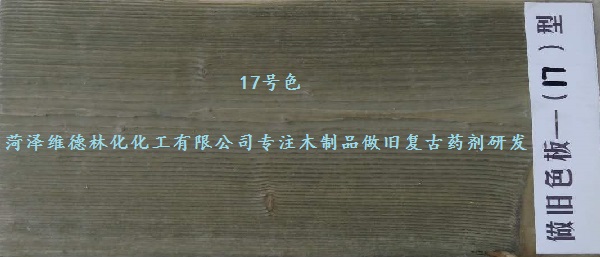 17号色
菏泽维德林化化工有限公司专注木制品做旧复古药剂研发
做旧色板—(17)型